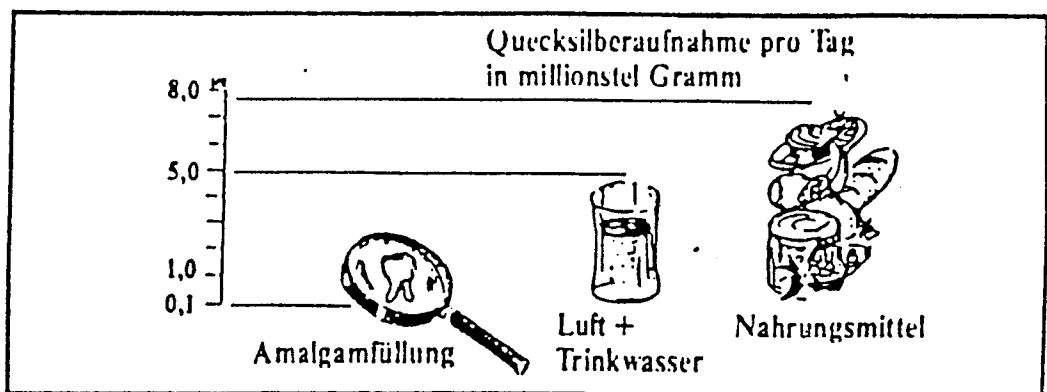 Quecksilberaufnahme pro Tag
in millionstel Gramm
8,0
5,0
1,0
0,1
Amalgamfüllung
Luft +
Trinkwasser
Nahrungsmittel